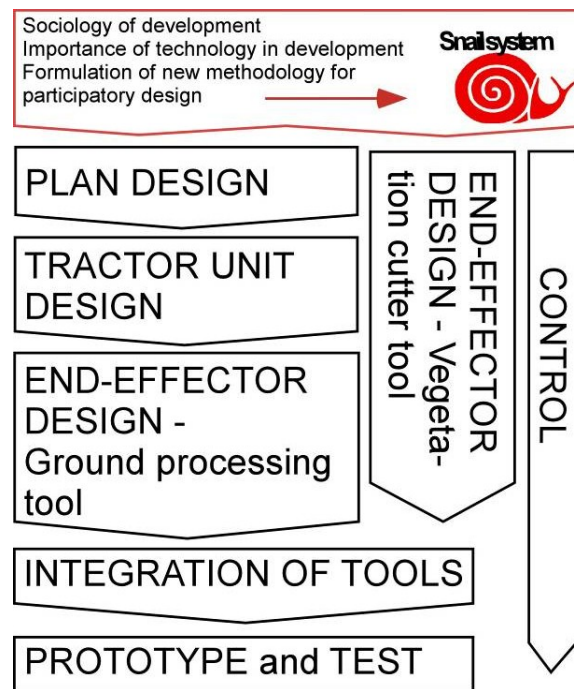 Sociology of development
Importance of technology in development
Formulation of new methodology for
participatory design
Snail system
PLAN DESIGN
TRACTOR UNIT
DESIGN
END-EFFECTOR
DESIGN -
Ground processing
tool
END-EFFECTOR
DESIGN - Vegeta-
tion cutter tool
CONTROL
INTEGRATION OF TOOLS
PROTOTYPE and TEST